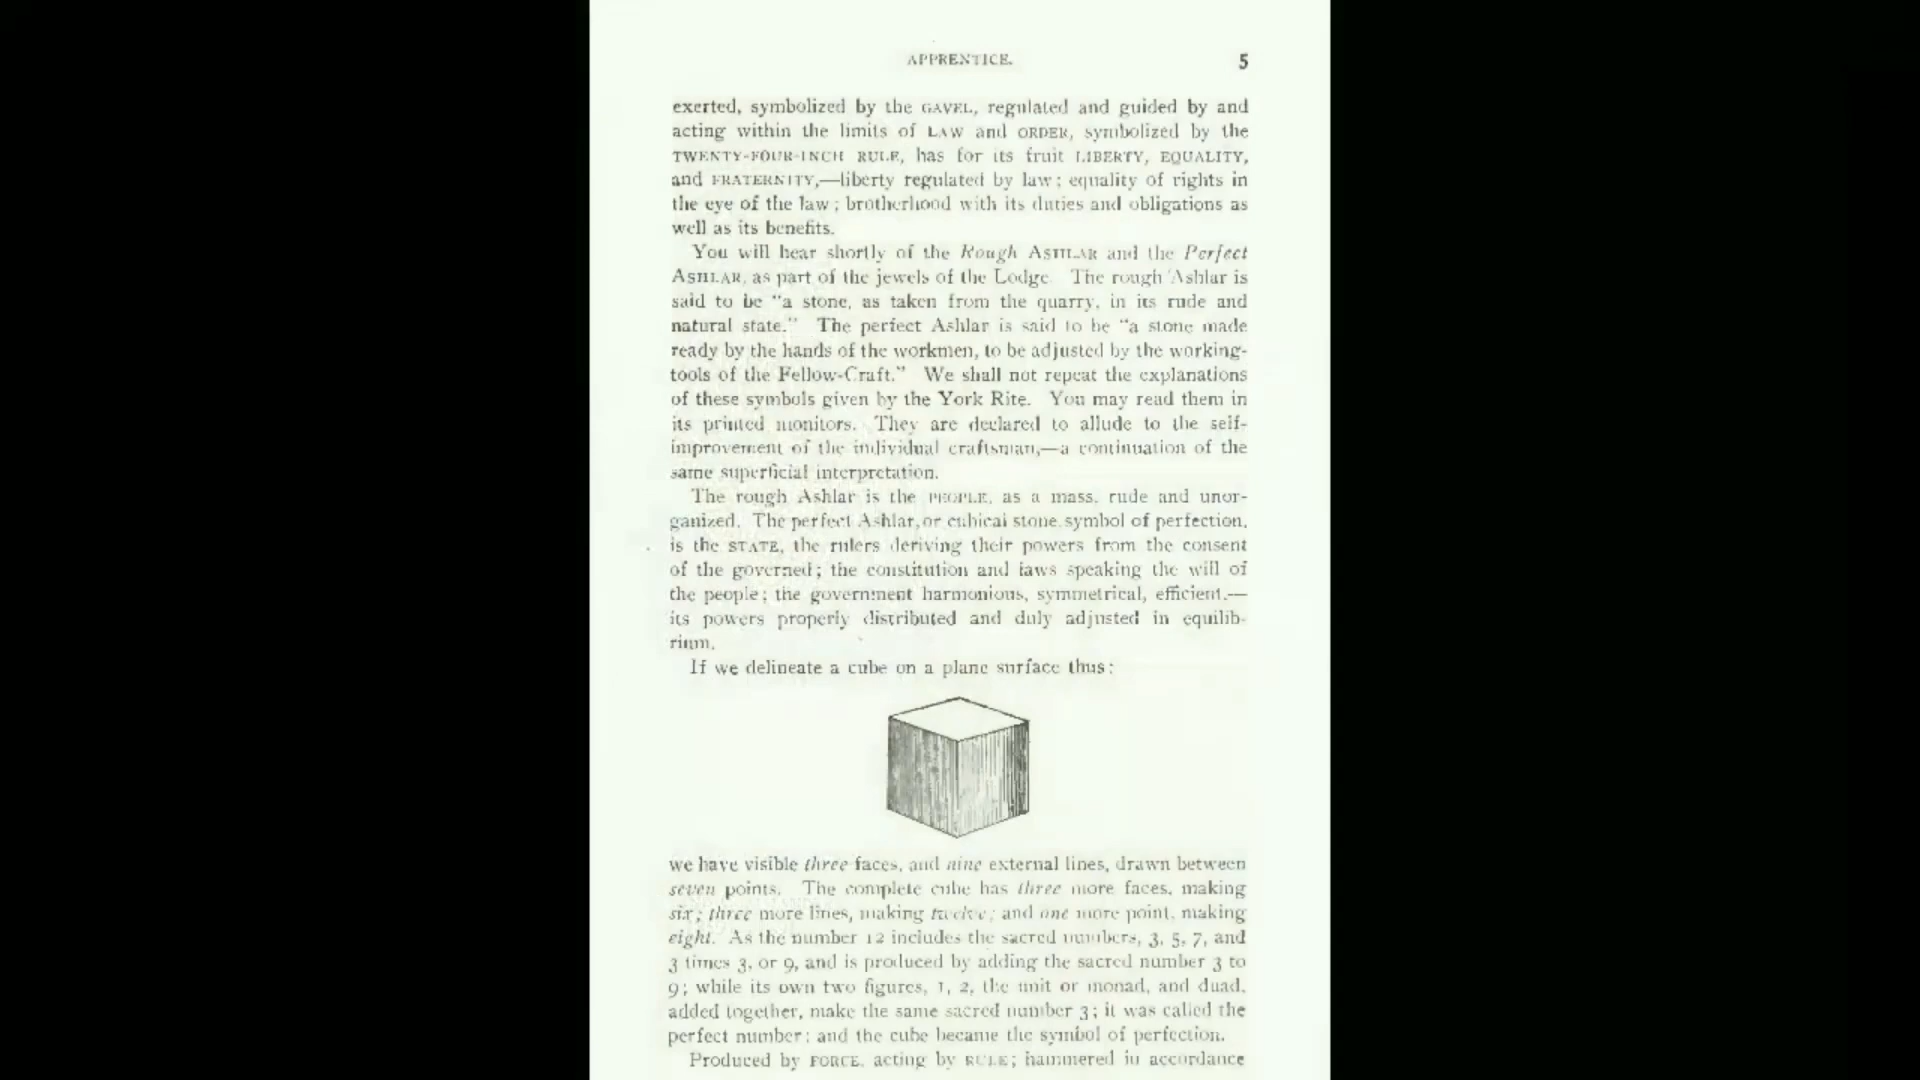 APPRENTICE. 5
exerted, symbolized by the GAVEL, regulated and guided by and
acting within the limits of LAW and ORDER, symbolized by the
TWENTY-FOUR-INCH RULE, has for its fruit LIBERTY, EQUALITY,
and FRATERNITY,—liberty regulated by law; equality of rights in
the eye of the law; brotherhood with its duties and obligations as
well as its benefits.
You will hear shortly of the Rough ASHLAR and the Perfect
ASHLAR, as part of the jewels of the Lodge. The rough Ashlar is
said to be "a stone, as taken from the quarry, in its rude and
natural state." The perfect Ashlar is said to be "a stone made
ready by the hands of the workmen, to be adjusted by the working-
tools of the Fellow-Craft." We shall not repeat the explanations
of these symbols given by the York Rite. You may read them in
its printed monitors. They are declared to allude to the self-
improvement of the individual craftsman,—a continuation of the
same superficial interpretation.
The rough Ashlar is the PEOPLE, as a mass, rude and unor-
ganized. The perfect Ashlar, or cubical stone, symbol of perfection,
is the STATE, the rulers deriving their powers from the consent
of the governed; the constitution and laws speaking the will of
the people; the government harmonious, symmetrical, efficient,—
its powers properly distributed and duly adjusted in equilib-
rium.
If we delineate a cube on a plane surface thus:
we have visible three faces, and nine external lines, drawn between
seven points. The complete cube has three more faces, making
six; three more lines, making twelve; and one more point, making
eight. As the number 12 includes the sacred numbers, 3, 5, 7, and
3 times 3, or 9, and is produced by adding the sacred number 3 to
9; while its own two figures, 1, 2, the unit or monad, and duad,
added together, make the same sacred number 3; it was called the
perfect number; and the cube became the symbol of perfection.
Produced by FORCE, acting by RULE; hammered in accordance